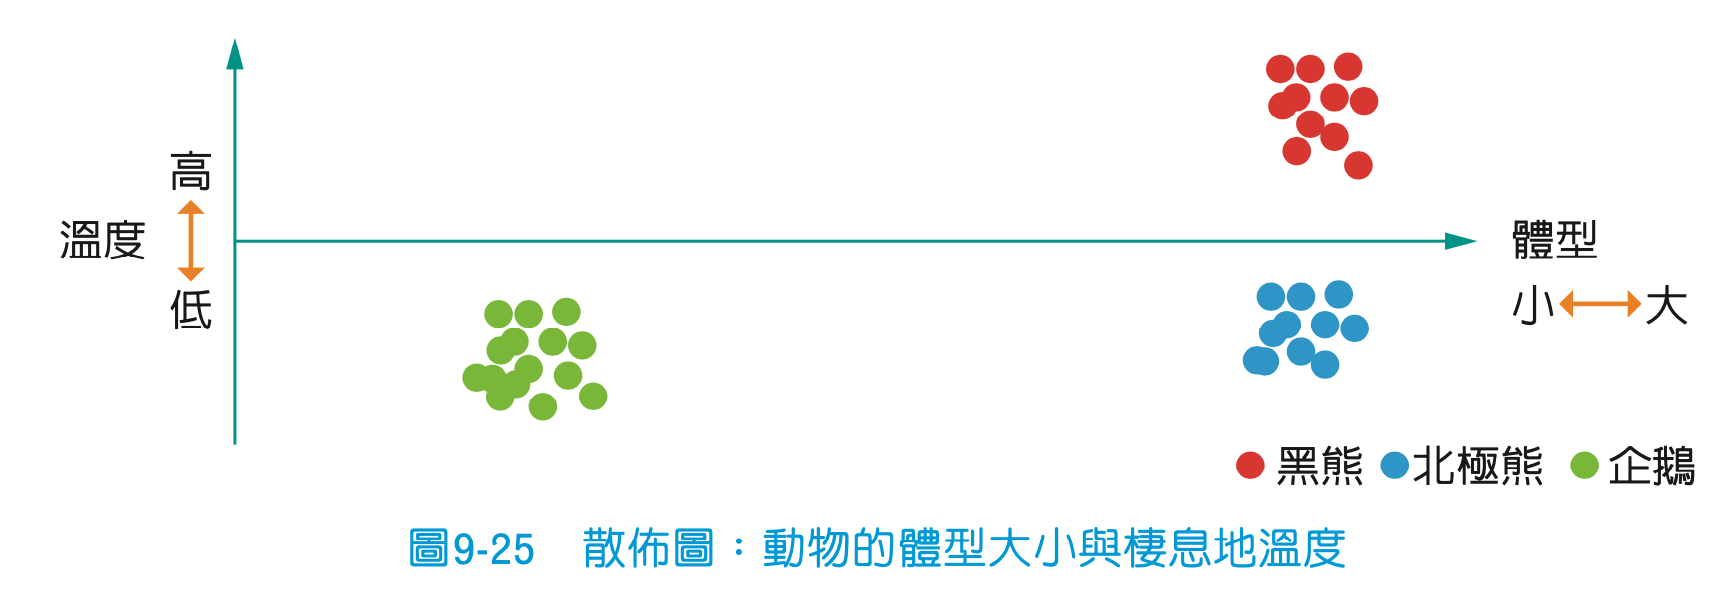 高
溫度
低
體型
小 大
黑熊 北極熊 企鵝
圖9-25 散佈圖：動物的體型大小與棲息地溫度